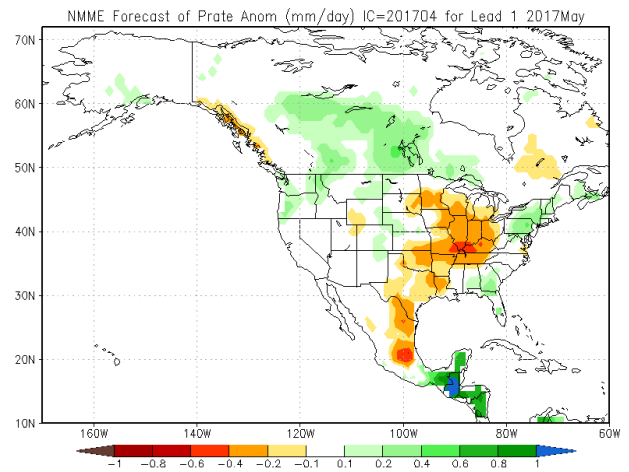 NMME Forecast of Prate Anom (mm/day) IC=201704 for Lead 1 2017May
70N
60N
50N
40N
30N
20N
10N
160W 140W 120W 100W 80W 60W
-1 -0.8 -0.6 -0.4 -0.2 -0.1 0.1 0.2 0.4 0.6 0.8 1